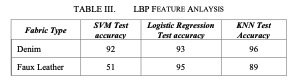 TABLE III. LBP FEATURE ANLAYSIS
Fabric Type SVM Test accuracy Logistic Regression Test accuracy KNN Test Accuracy
Denim 92 93 96
Faux Leather 51 95 89